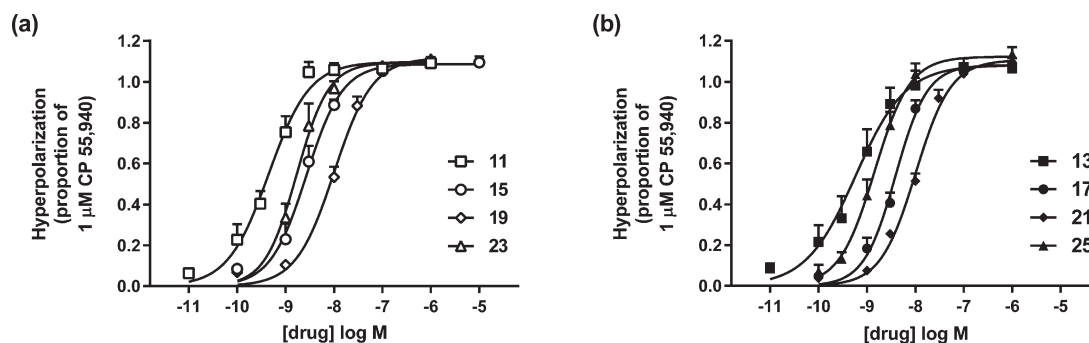 (a)
Hyperpolarization
(proportion of
1 µM CP 55,940)
1.2
1.0
0.8
0.6
0.4
0.2
0.0
-11 -10 -9 -8 -7 -6 -5
[drug] log M
11
15
19
23
(b)
Hyperpolarization
(proportion of
1 µM CP 55,940)
1.2
1.0
0.8
0.6
0.4
0.2
0.0
-11 -10 -9 -8 -7 -6 -5
[drug] log M
13
17
21
25